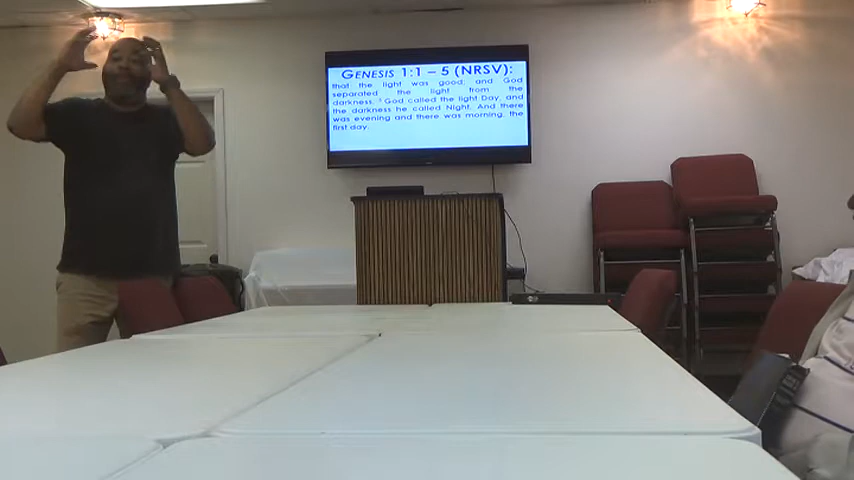 GENESIS 1:1 – 5 (NRSV):
that the light was good; and God
separated the light from the
darkness. ⁵ God called the light Day, and
the darkness he called Night. And there
was evening and there was morning, the
first day.